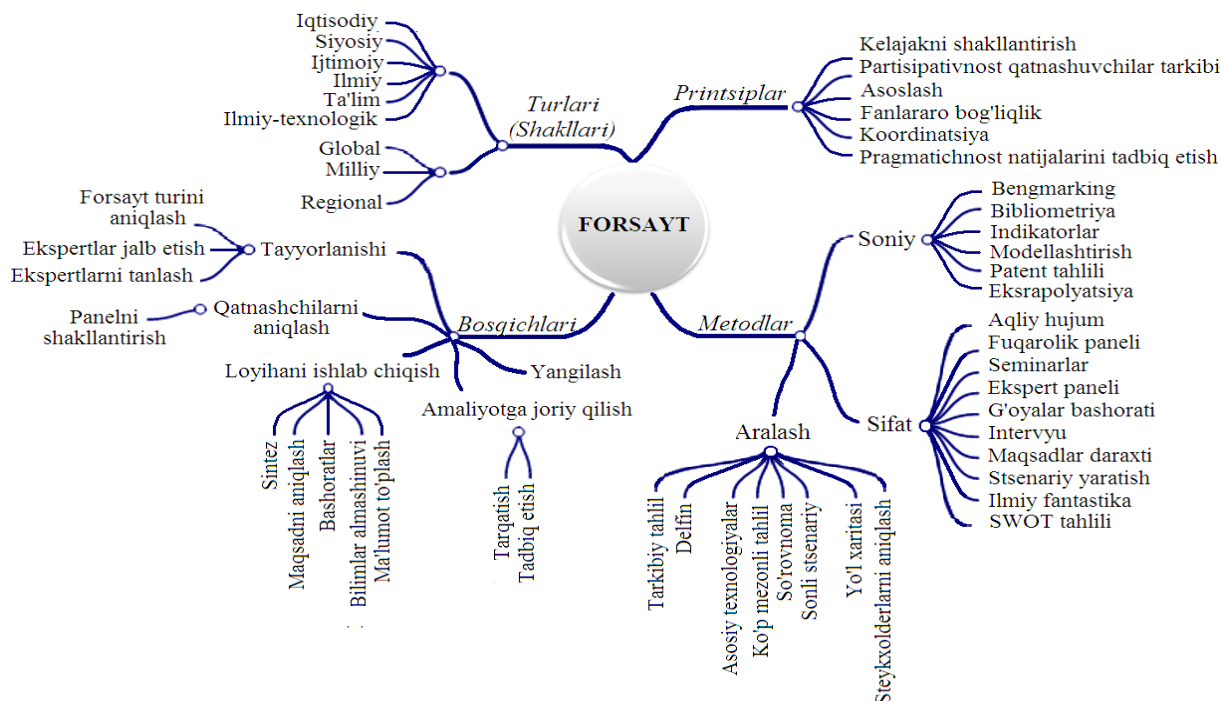 FORSAYT
Turlari
(Shakllari)
Iqtisodiy
Siyosiy
Ijtimoiy
Ilmiy
Ta'lim
Ilmiy-texnologik
Global
Milliy
Regional
Printsiplar
Kelajakni shakllantirish
Partisipativnost qatnashuvchilar tarkibi
Asoslash
Fanlararo bog'liqlik
Koordinatsiya
Pragmatichnost natijalarini tadbiq etish
Bosqichlari
Tayyorlanishi
Forsayt turini
aniqlash
Ekspertlar jalb etish
Ekspertlarni tanlash
Qatnashchilarni
aniqlash
Panelni
shakllantirish
Loyihani ishlab chiqish
Sintez
Maqsadni aniqlash
Bashoratlar
Bilimlar almashinuvi
Ma'lumot to'plash
Amaliyotga joriy qilish
Tarqatish
Tadbiq etish
Yangilash
Metodlar
Soniy
Bengmarking
Bibliometriya
Indikatorlar
Modellashtirish
Patent tahlili
Eksrapolyatsiya
Sifat
Aqliy hujum
Fuqarolik paneli
Seminarlar
Ekspert paneli
G'oyalar bashorati
Intervyu
Maqsadlar daraxti
Stsenariy yaratish
Ilmiy fantastika
SWOT tahlili
Aralash
Tarkibiy tahlil
Delfin
Asosiy texnologiyalar
Ko'p mezonli tahlil
So'rovnoma
Sonli stsenariy
Yo'l xaritasi
Steykxolderlarni aniqlash